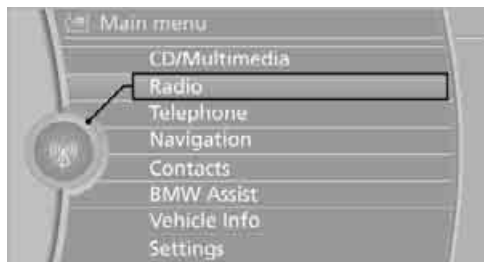 Main menu
CD/Multimedia
Radio
Telephone
Navigation
Contacts
BMW Assist
Vehicle Info
Settings